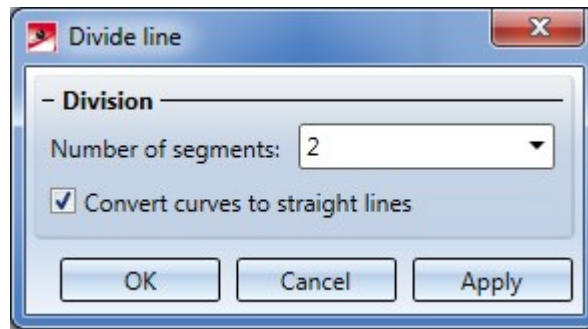 Divide line
Division
Number of segments: 2
Convert curves to straight lines
OK Cancel Apply